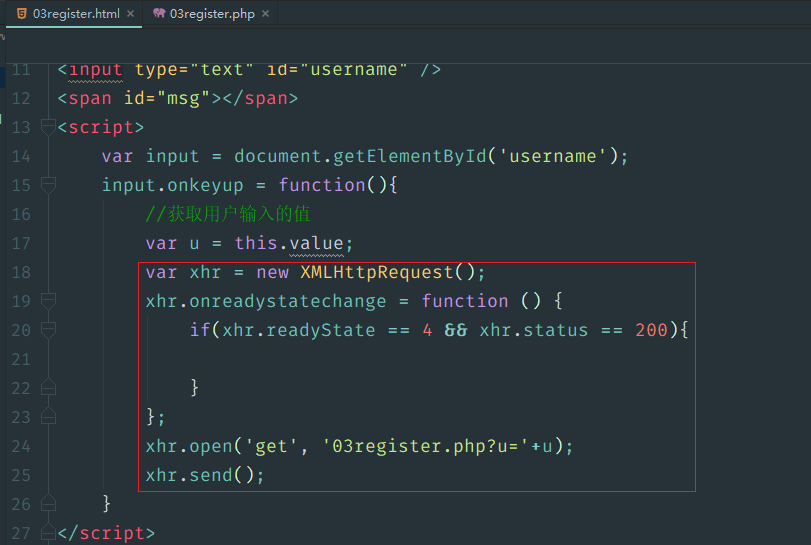 03register.html × 03register.php ×
11 <input type="text" id="username" />
12 <span id="msg"></span>
13 <script>
14     var input = document.getElementById('username');
15     input.onkeyup = function(){
16         //获取用户输入的值
17         var u = this.value;
18         var xhr = new XMLHttpRequest();
19         xhr.onreadystatechange = function () {
20             if(xhr.readyState == 4 && xhr.status == 200){
21
22             }
23         };
24         xhr.open('get', '03register.php?u='+u);
25         xhr.send();
26     }
27 </script>